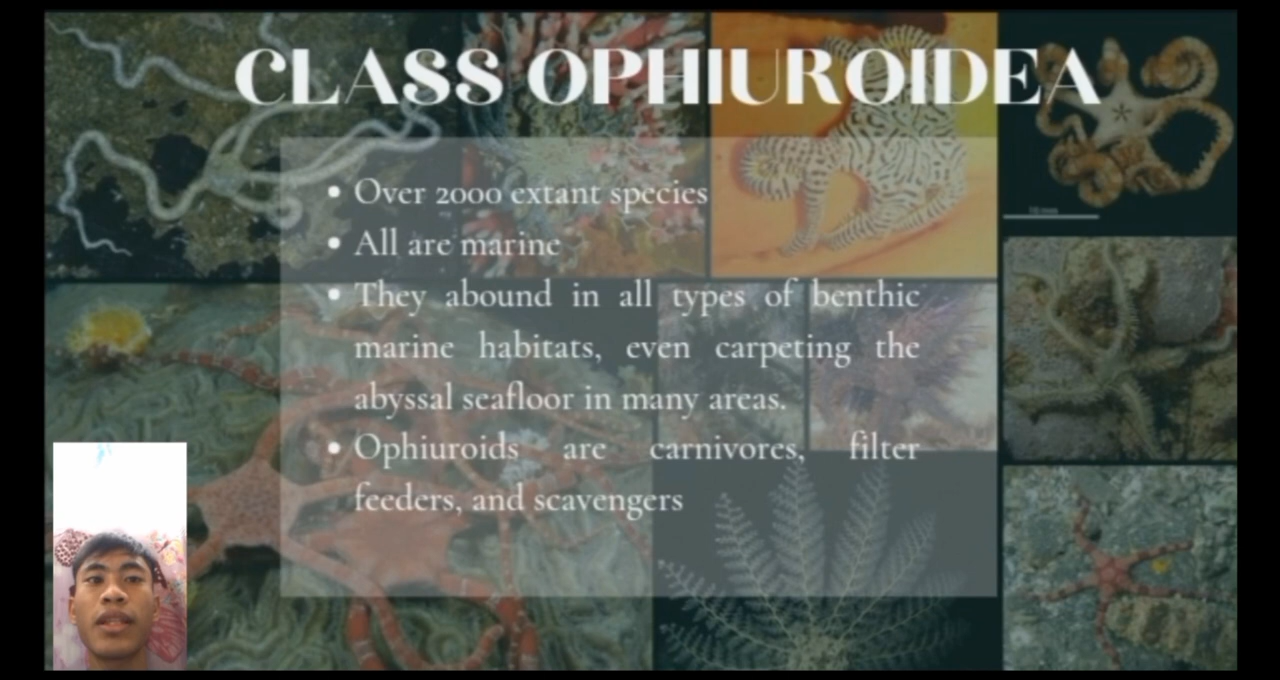 CLASS OPHIUROIDEA
• Over 2000 extant species
• All are marine
• They abound in all types of benthic
marine habitats, even carpeting the
abyssal seafloor in many areas.
• Ophiuroids are carnivores, filter
feeders, and scavengers